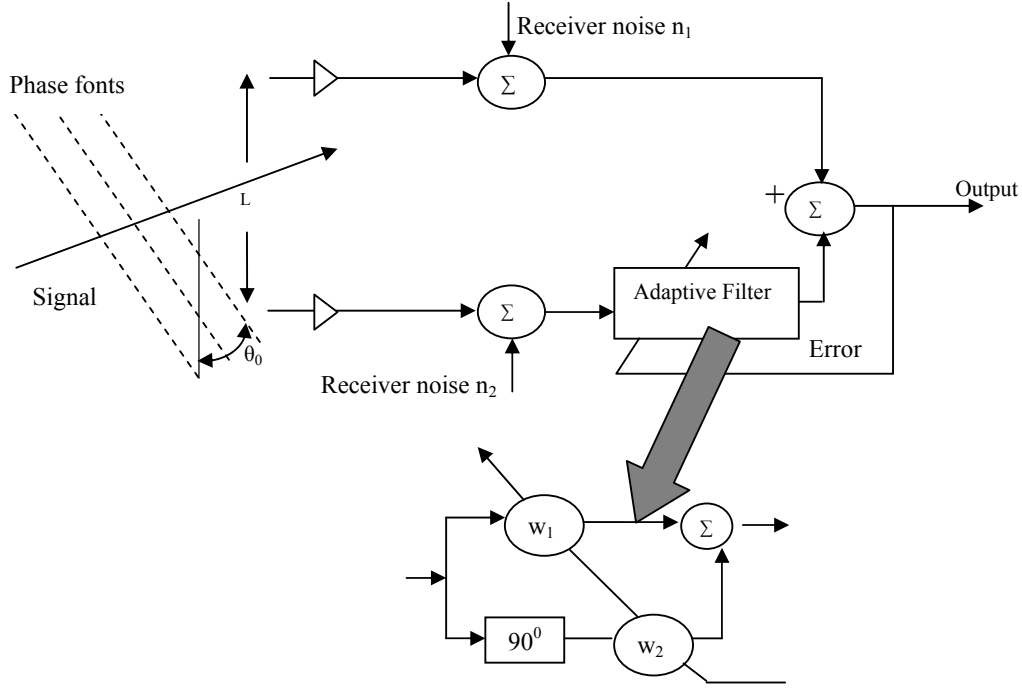 Receiver noise n₁
Σ
Phase fonts
L
+
Σ
Output
Signal
Σ
Adaptive Filter
θ₀
Error
Receiver noise n₂
w₁
Σ
90⁰
w₂